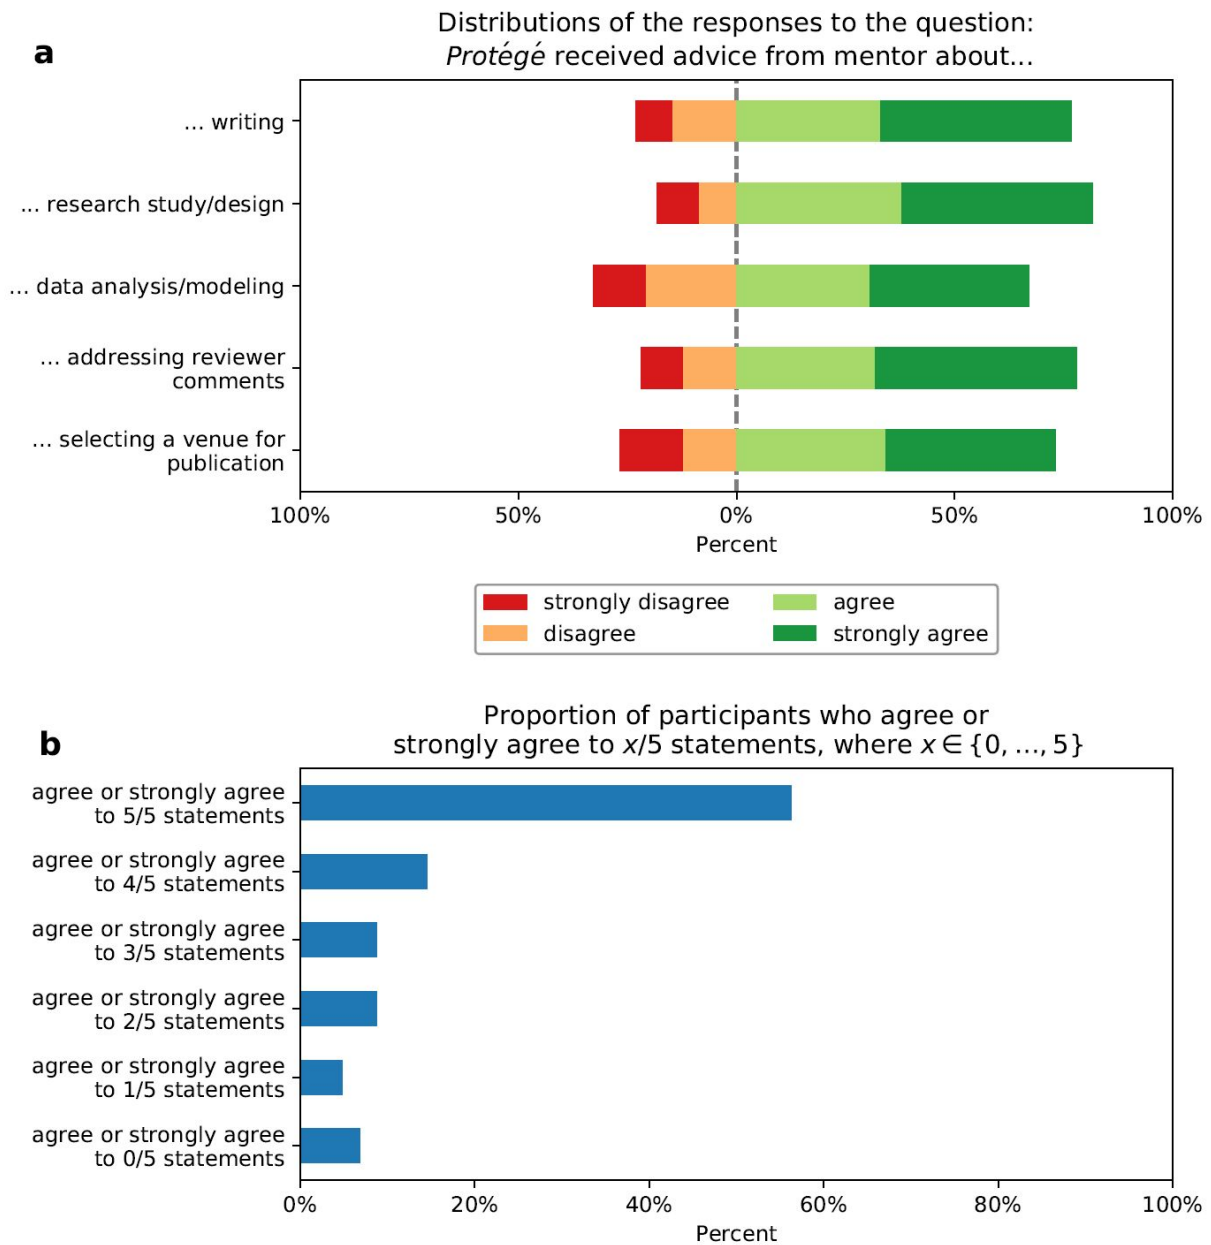 a
Distributions of the responses to the question:
Protégé received advice from mentor about...
... writing
... research study/design
... data analysis/modeling
... addressing reviewer
comments
... selecting a venue for
publication
100%
50%
0%
50%
100%
Percent
strongly disagree
disagree
agree
strongly agree
b
Proportion of participants who agree or
strongly agree to x/5 statements, where x ∈ {0, ..., 5}
agree or strongly agree
to 5/5 statements
agree or strongly agree
to 4/5 statements
agree or strongly agree
to 3/5 statements
agree or strongly agree
to 2/5 statements
agree or strongly agree
to 1/5 statements
agree or strongly agree
to 0/5 statements
0%
20%
40%
60%
80%
100%
Percent